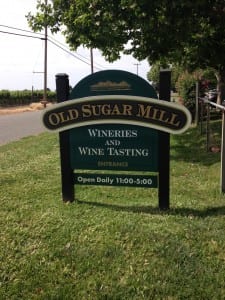 OLD SUGAR MILL
WINERIES
AND
WINE TASTING
ENTRANCE
Open Daily 11:00-5:00